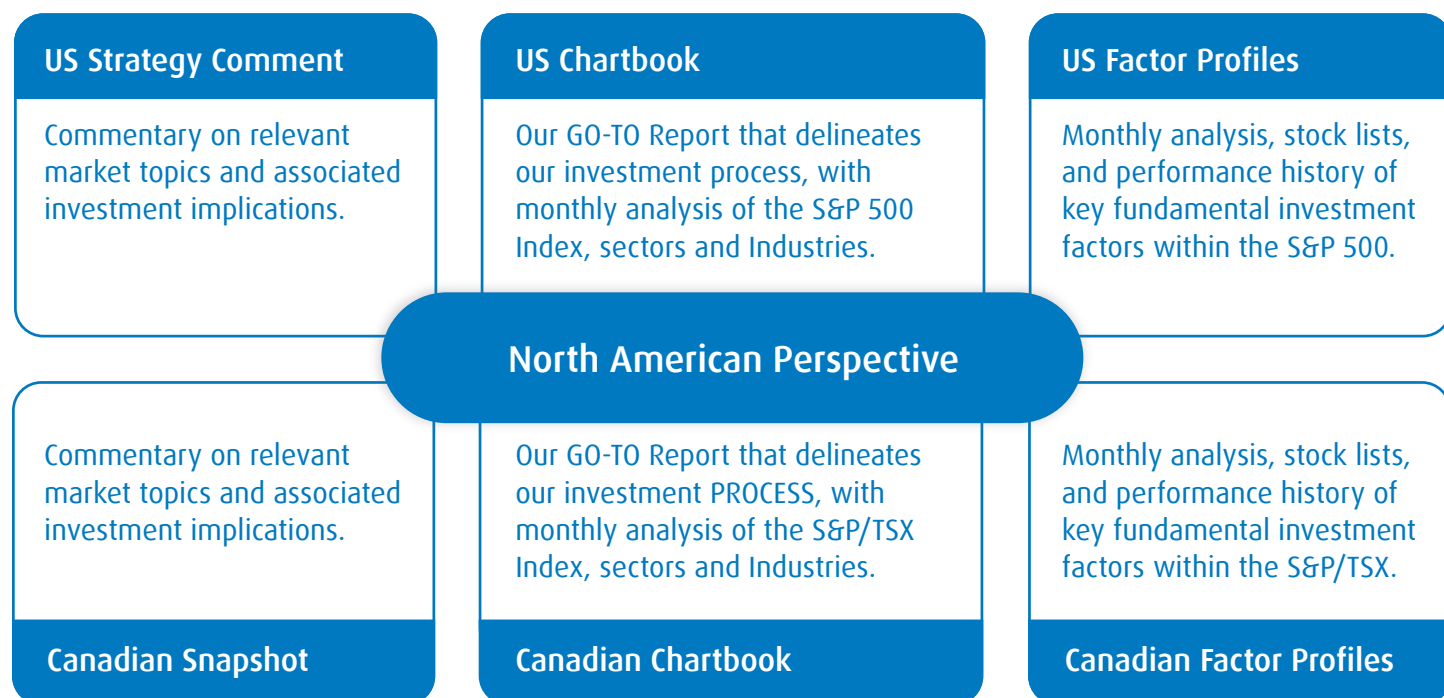 US Strategy Comment
Commentary on relevant
market topics and associated
investment implications.
US Chartbook
Our GO-TO Report that delineates
our investment process, with
monthly analysis of the S&P 500
Index, sectors and Industries.
US Factor Profiles
Monthly analysis, stock lists,
and performance history of
key fundamental investment
factors within the S&P 500.
North American Perspective
Commentary on relevant
market topics and associated
investment implications.
Canadian Snapshot
Our GO-TO Report that delineates
our investment PROCESS, with
monthly analysis of the S&P/TSX
Index, sectors and Industries.
Canadian Chartbook
Monthly analysis, stock lists,
and performance history of
key fundamental investment
factors within the S&P/TSX.
Canadian Factor Profiles